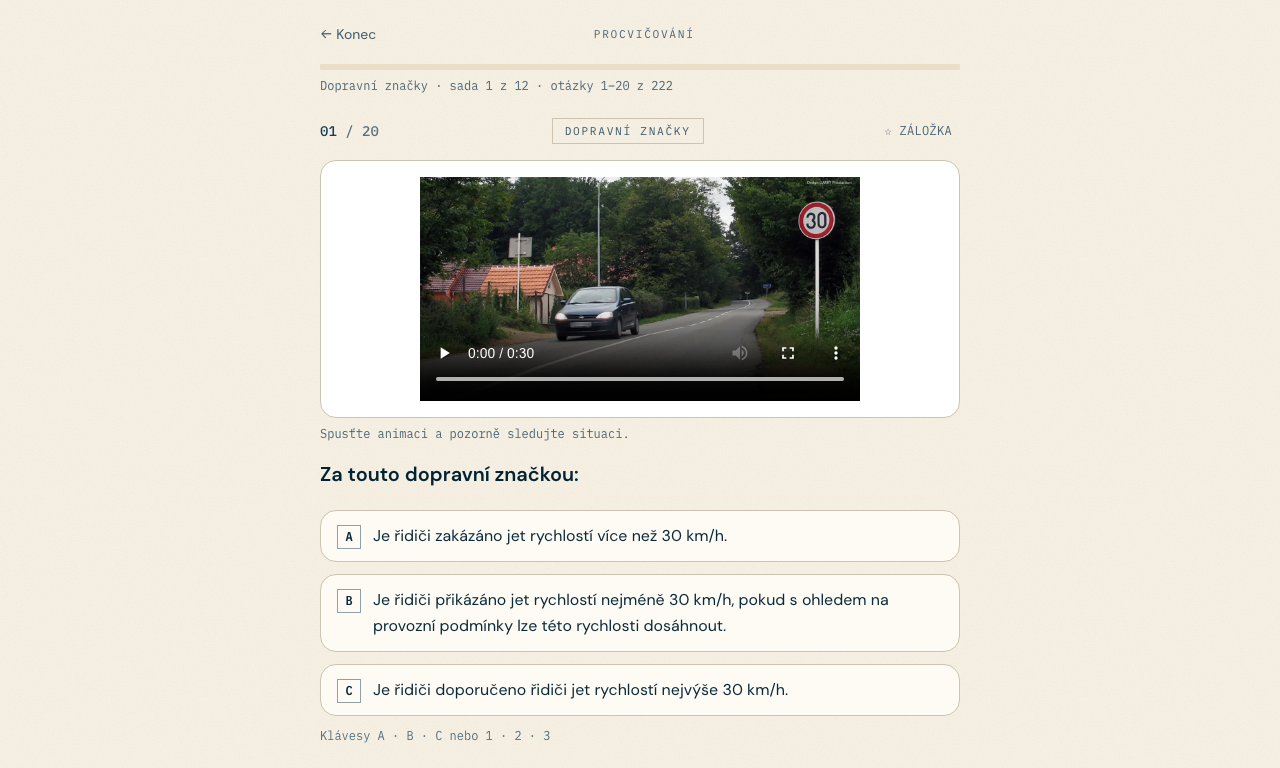 ← Konec
PROCVIČOVÁNÍ
Dopravní značky · sada 1 z 12 · otázky 1–20 z 222
01 / 20
DOPRAVNÍ ZNAČKY
☆ ZÁLOŽKA
30
0:00 / 0:30
Spusťte animaci a pozorně sledujte situaci.
Za touto dopravní značkou:
A Je řidiči zakázáno jet rychlostí více než 30 km/h.
B Je řidiči přikázáno jet rychlostí nejméně 30 km/h, pokud s ohledem na
provozní podmínky lze této rychlosti dosáhnout.
C Je řidiči doporučeno řidiči jet rychlostí nejvýše 30 km/h.
Klávesy A · B · C nebo 1 · 2 · 3